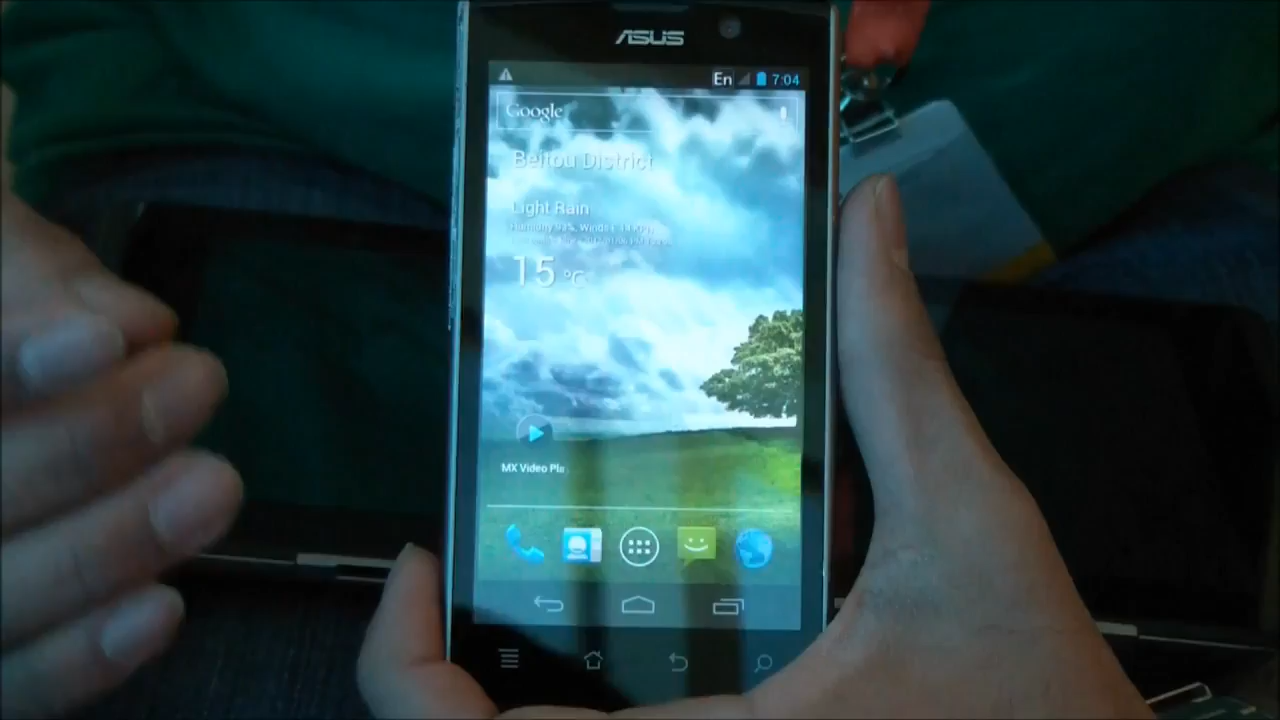 ASUS
En 7:04
Google
Beitou District
Light Rain
15 °C
MX Video Pla